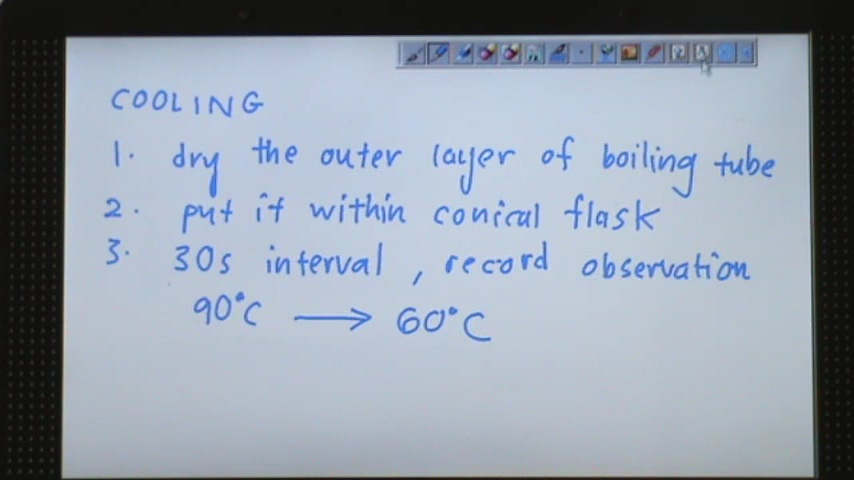 COOLING
1. dry the outer layer of boiling tube
2. put it within conical flask
3. 30s interval, record observation
90°C → 60°C